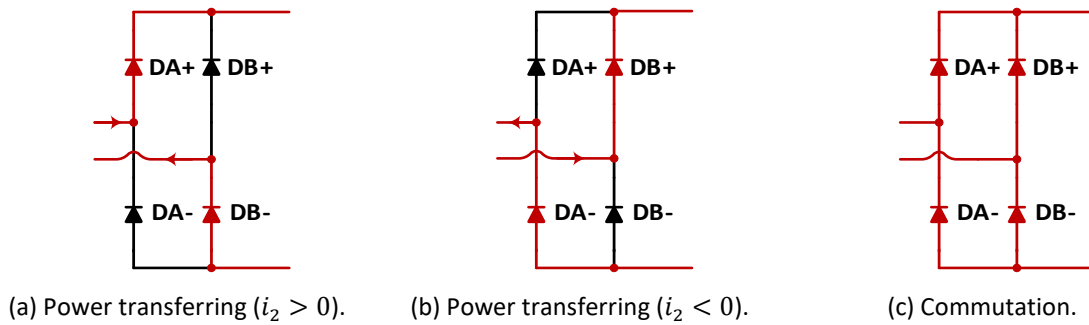 DA+ DB+ DA+ DB+ DA+ DB+
DA- DB- DA- DB- DA- DB-
(a) Power transferring (𝑖₂ > 0). (b) Power transferring (𝑖₂ < 0). (c) Commutation.